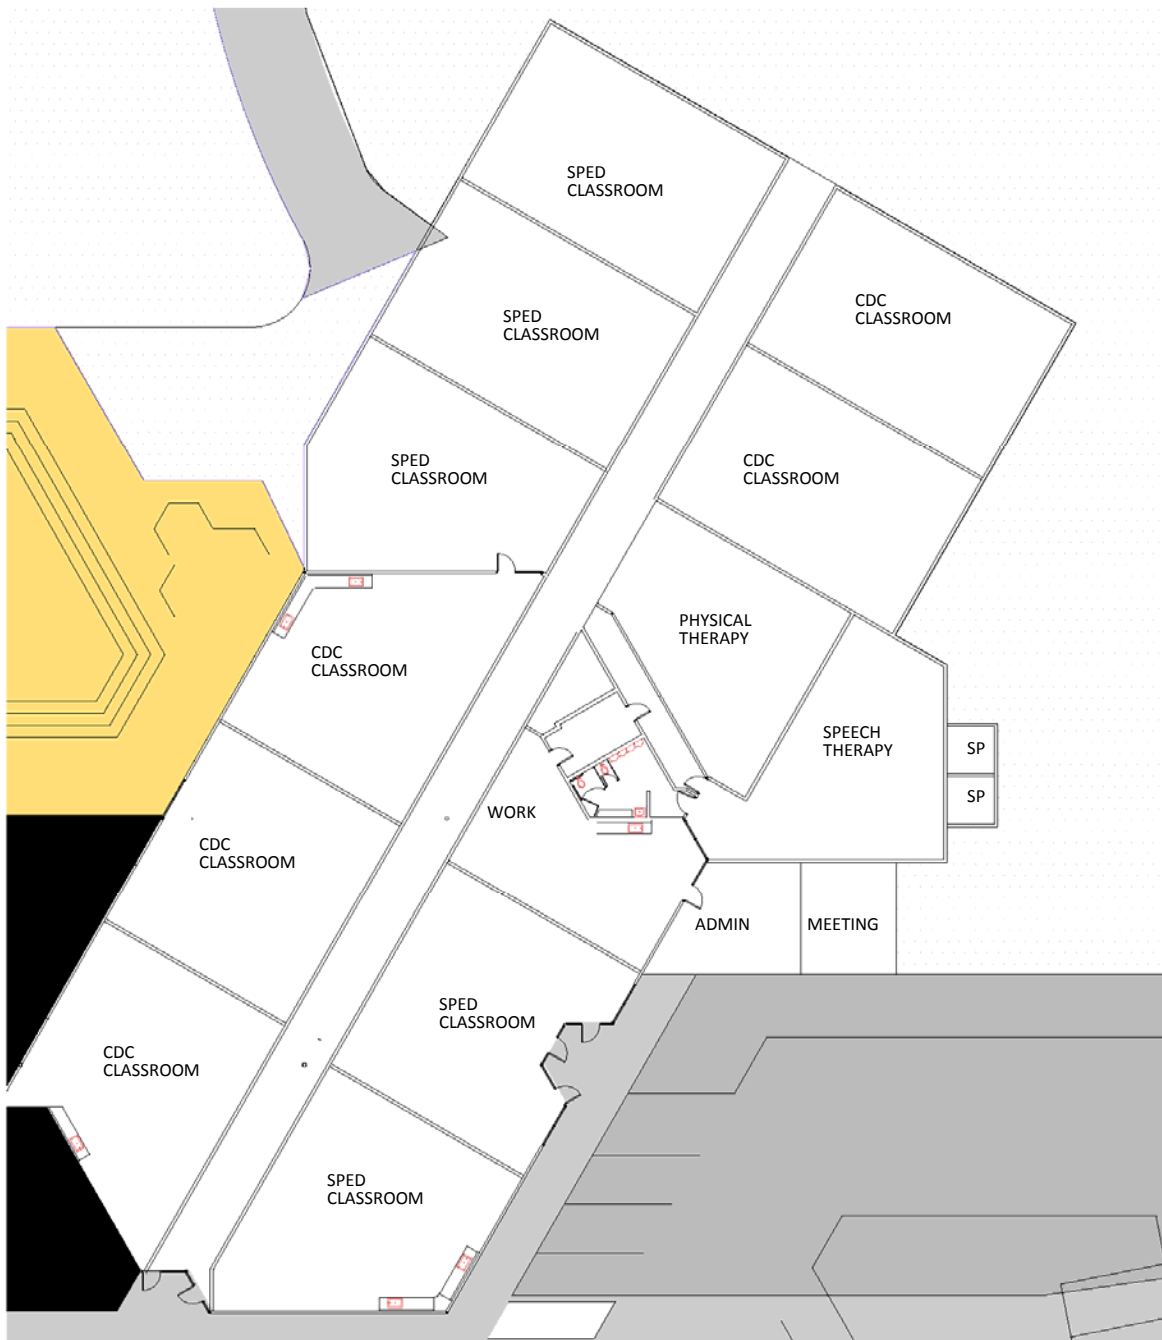 SPED
CLASSROOM
SPED
CLASSROOM
CDC
CLASSROOM
SPED
CLASSROOM
CDC
CLASSROOM
PHYSICAL
THERAPY
CDC
CLASSROOM
SPEECH
THERAPY
SP
SP
WORK
CDC
CLASSROOM
ADMIN
MEETING
SPED
CLASSROOM
CDC
CLASSROOM
SPED
CLASSROOM